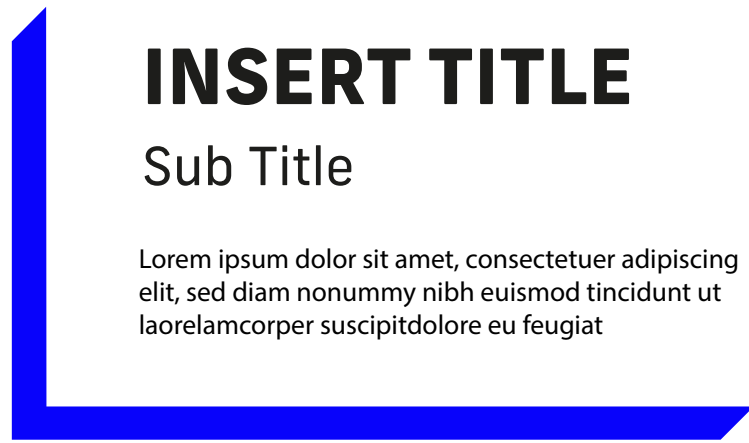 INSERT TITLE
Sub Title
Lorem ipsum dolor sit amet, consectetuer adipiscing
elit, sed diam nonummy nibh euismod tincidunt ut
laorelamcorper suscipitdolore eu feugiat